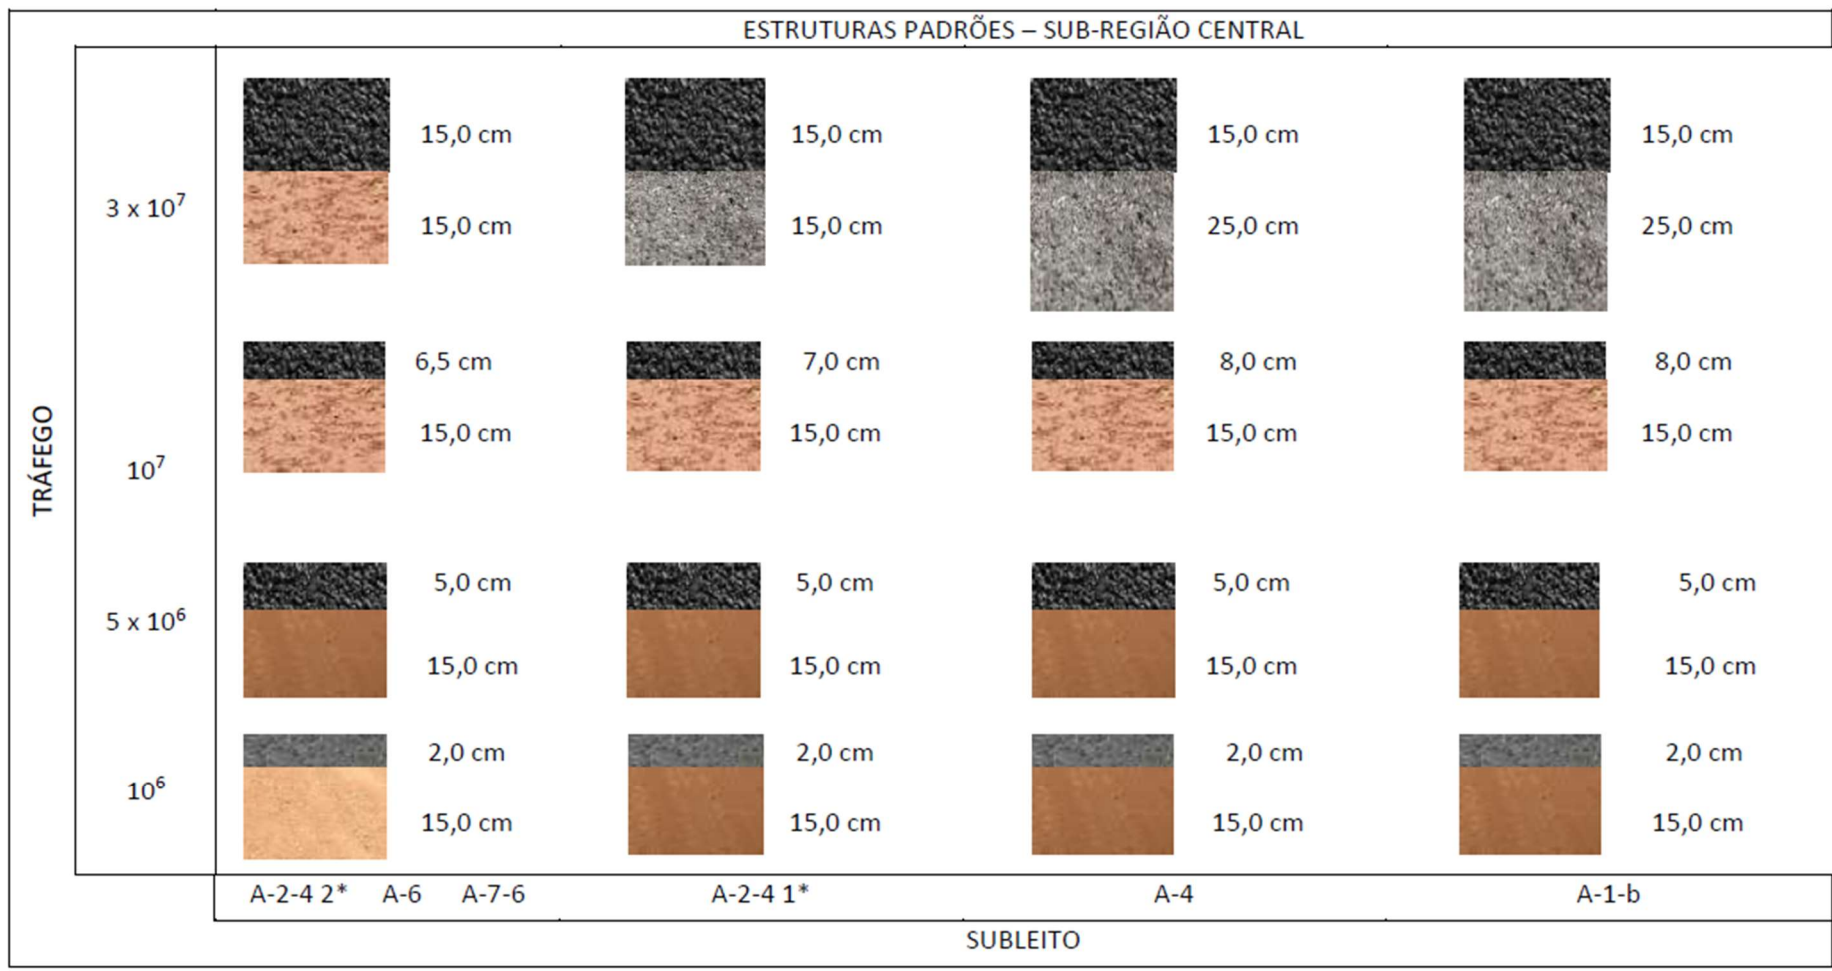 ESTRUTURAS PADRÕES – SUB-REGIÃO CENTRAL
TRÁFEGO
3 x 10⁷
15,0 cm 15,0 cm 15,0 cm 15,0 cm
15,0 cm 15,0 cm 25,0 cm 25,0 cm
10⁷
6,5 cm 7,0 cm 8,0 cm 8,0 cm
15,0 cm 15,0 cm 15,0 cm 15,0 cm
5 x 10⁶
5,0 cm 5,0 cm 5,0 cm 5,0 cm
15,0 cm 15,0 cm 15,0 cm 15,0 cm
10⁶
2,0 cm 2,0 cm 2,0 cm 2,0 cm
15,0 cm 15,0 cm 15,0 cm 15,0 cm
A-2-4 2* A-6 A-7-6 A-2-4 1* A-4 A-1-b
SUBLEITO